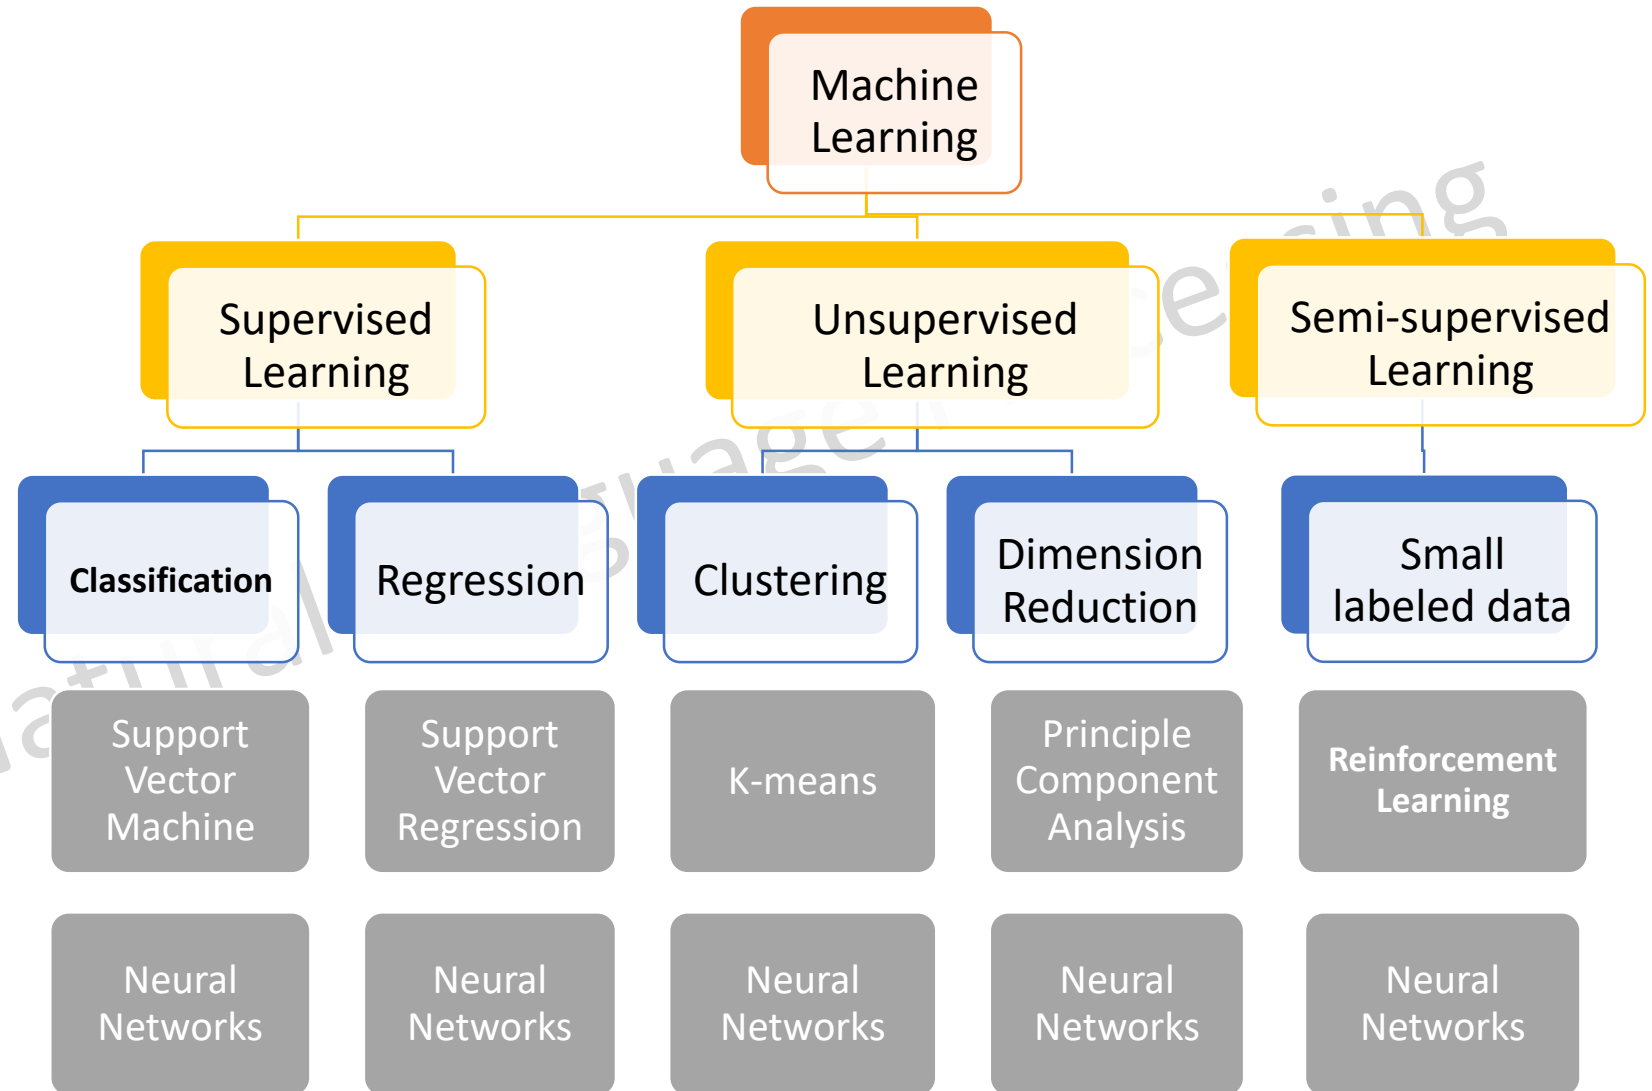 Machine
Learning
Supervised
Learning
Unsupervised
Learning
Semi-supervised
Learning
Classification
Regression
Clustering
Dimension
Reduction
Small
labeled data
Support
Vector
Machine
Support
Vector
Regression
K-means
Principle
Component
Analysis
Reinforcement
Learning
Neural
Networks
Neural
Networks
Neural
Networks
Neural
Networks
Neural
Networks